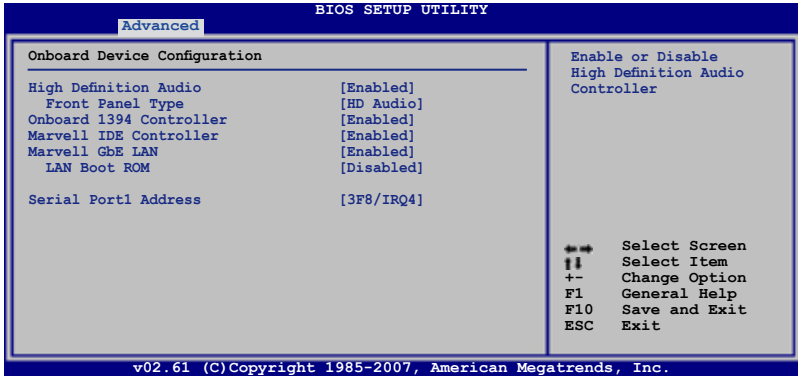 BIOS SETUP UTILITY
Advanced
Onboard Device Configuration
High Definition Audio [Enabled]
Front Panel Type [HD Audio]
Onboard 1394 Controller [Enabled]
Marvell IDE Controller [Enabled]
Marvell GbE LAN [Enabled]
LAN Boot ROM [Disabled]
Serial Port1 Address [3F8/IRQ4]
Enable or Disable
High Definition Audio
Controller
←→ Select Screen
↑↓ Select Item
+- Change Option
F1 General Help
F10 Save and Exit
ESC Exit
v02.61 (C)Copyright 1985-2007, American Megatrends, Inc.